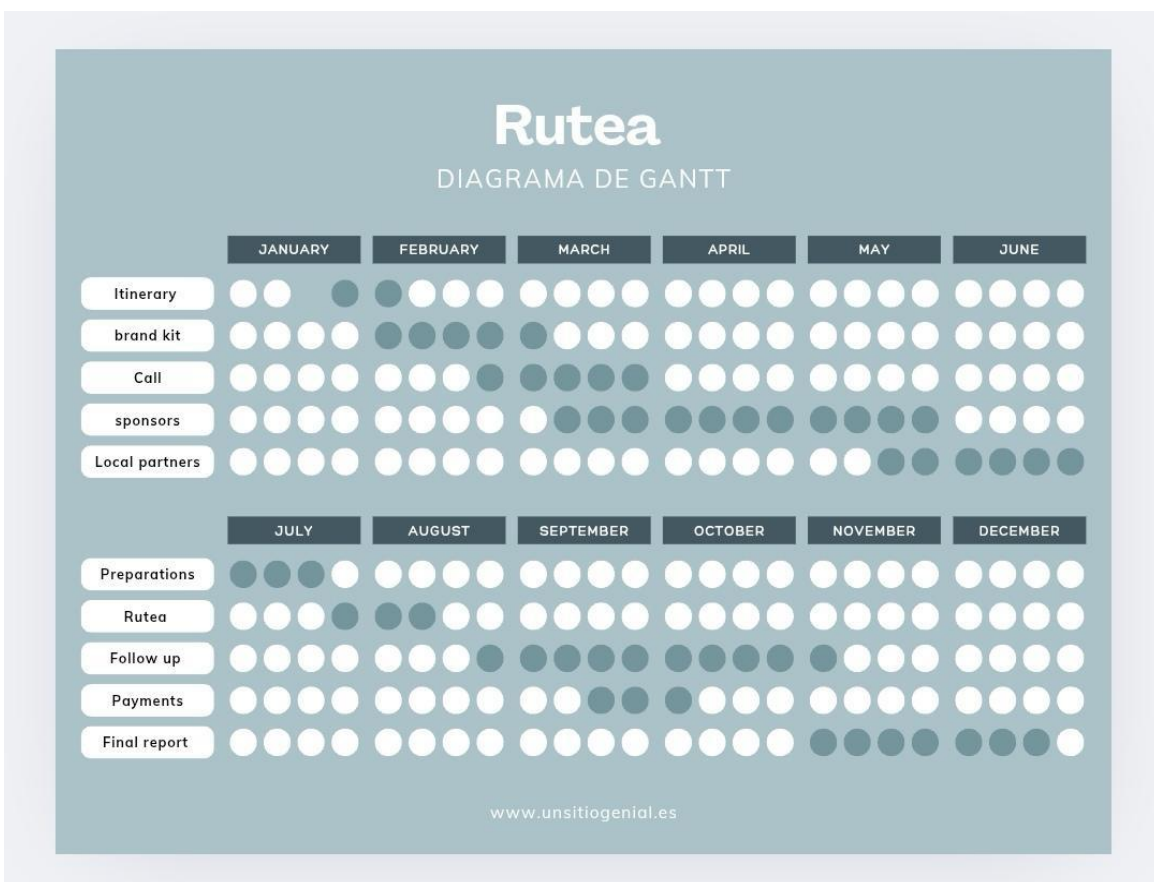 Rutea
DIAGRAMA DE GANTT
JANUARY FEBRUARY MARCH APRIL MAY JUNE
Itinerary
brand kit
Call
sponsors
Local partners
JULY AUGUST SEPTEMBER OCTOBER NOVEMBER DECEMBER
Preparations
Rutea
Follow up
Payments
Final report
www.unsitiogenial.es